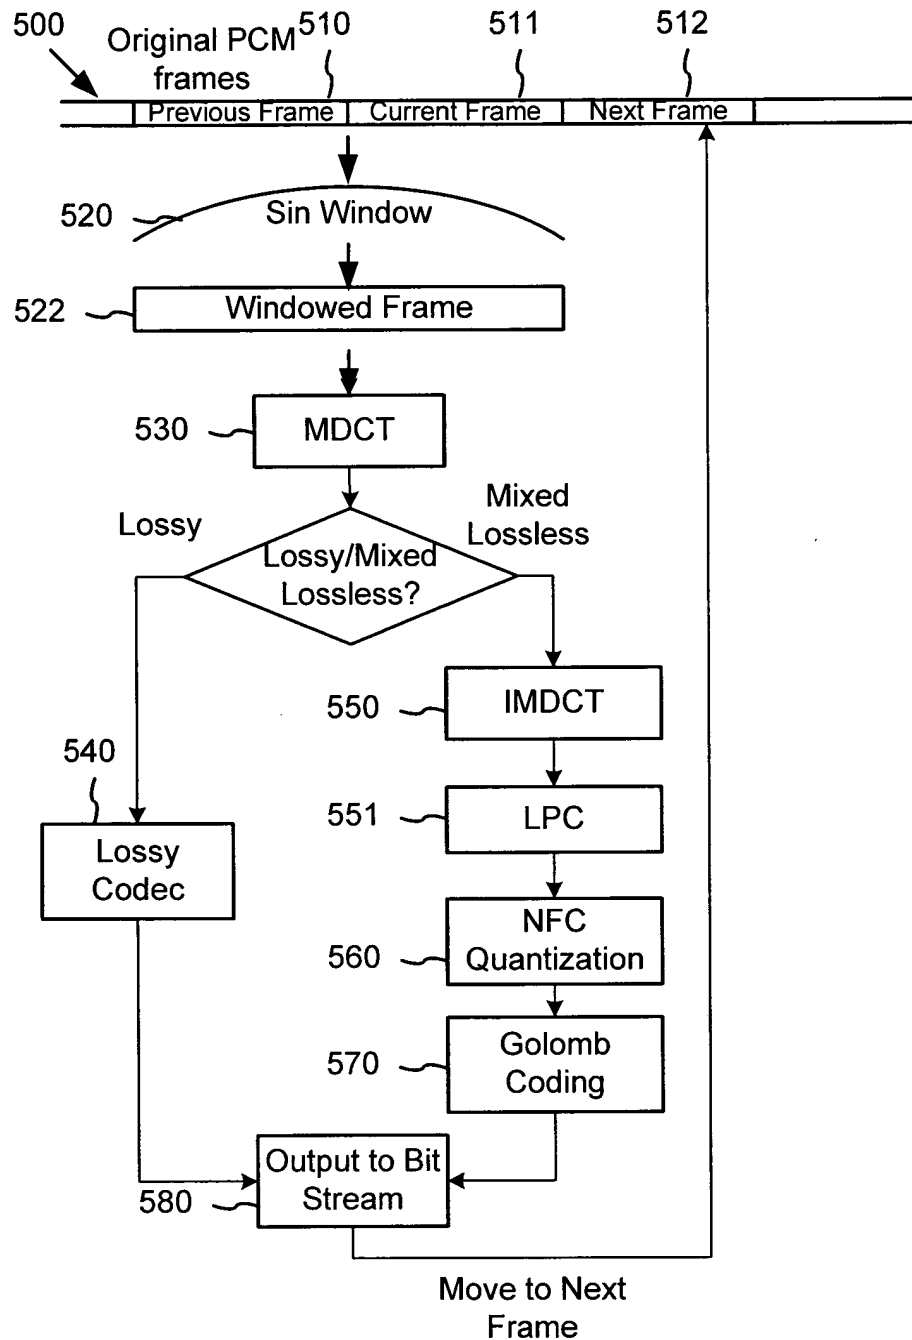 500
Original PCM
frames
510
511
512
Previous Frame
Current Frame
Next Frame
520
Sin Window
522
Windowed Frame
530
MDCT
Lossy
Mixed
Lossless
Lossy/Mixed
Lossless?
550
IMDCT
540
551
LPC
Lossy
Codec
NFC
Quantization
560
570
Golomb
Coding
Output to Bit
Stream
580
Move to Next
Frame